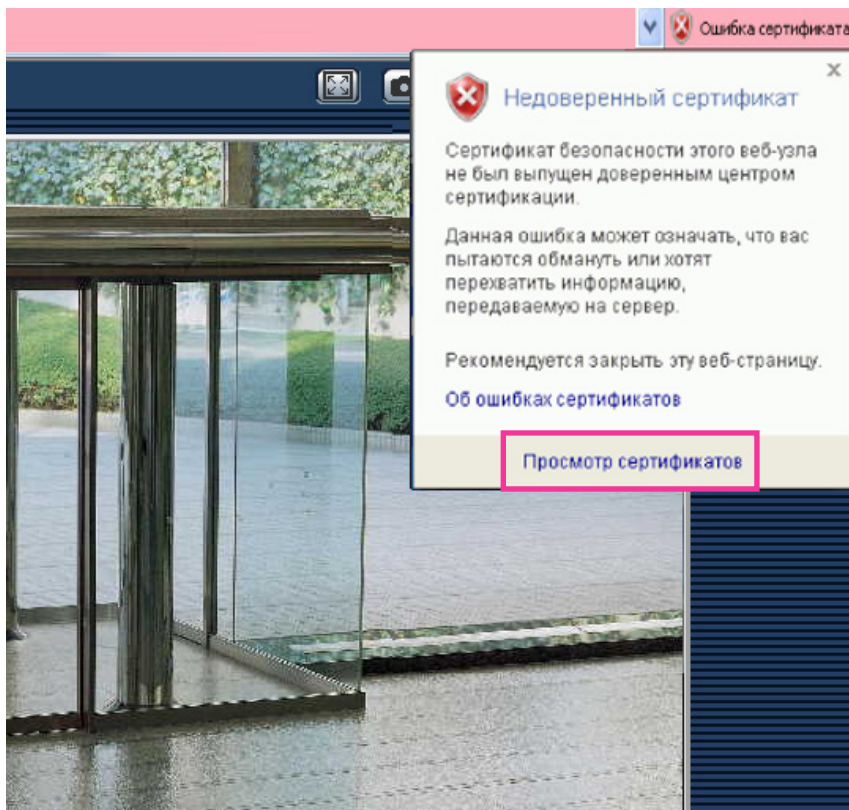 Ошибка сертификата
Недоверенный сертификат
Сертификат безопасности этого веб-узла
не был выпущен доверенным центром
сертификации.
Данная ошибка может означать, что вас
пытаются обмануть или хотят
перехватить информацию,
передаваемую на сервер.
Рекомендуется закрыть эту веб-страницу.
Об ошибках сертификатов
Просмотр сертификатов